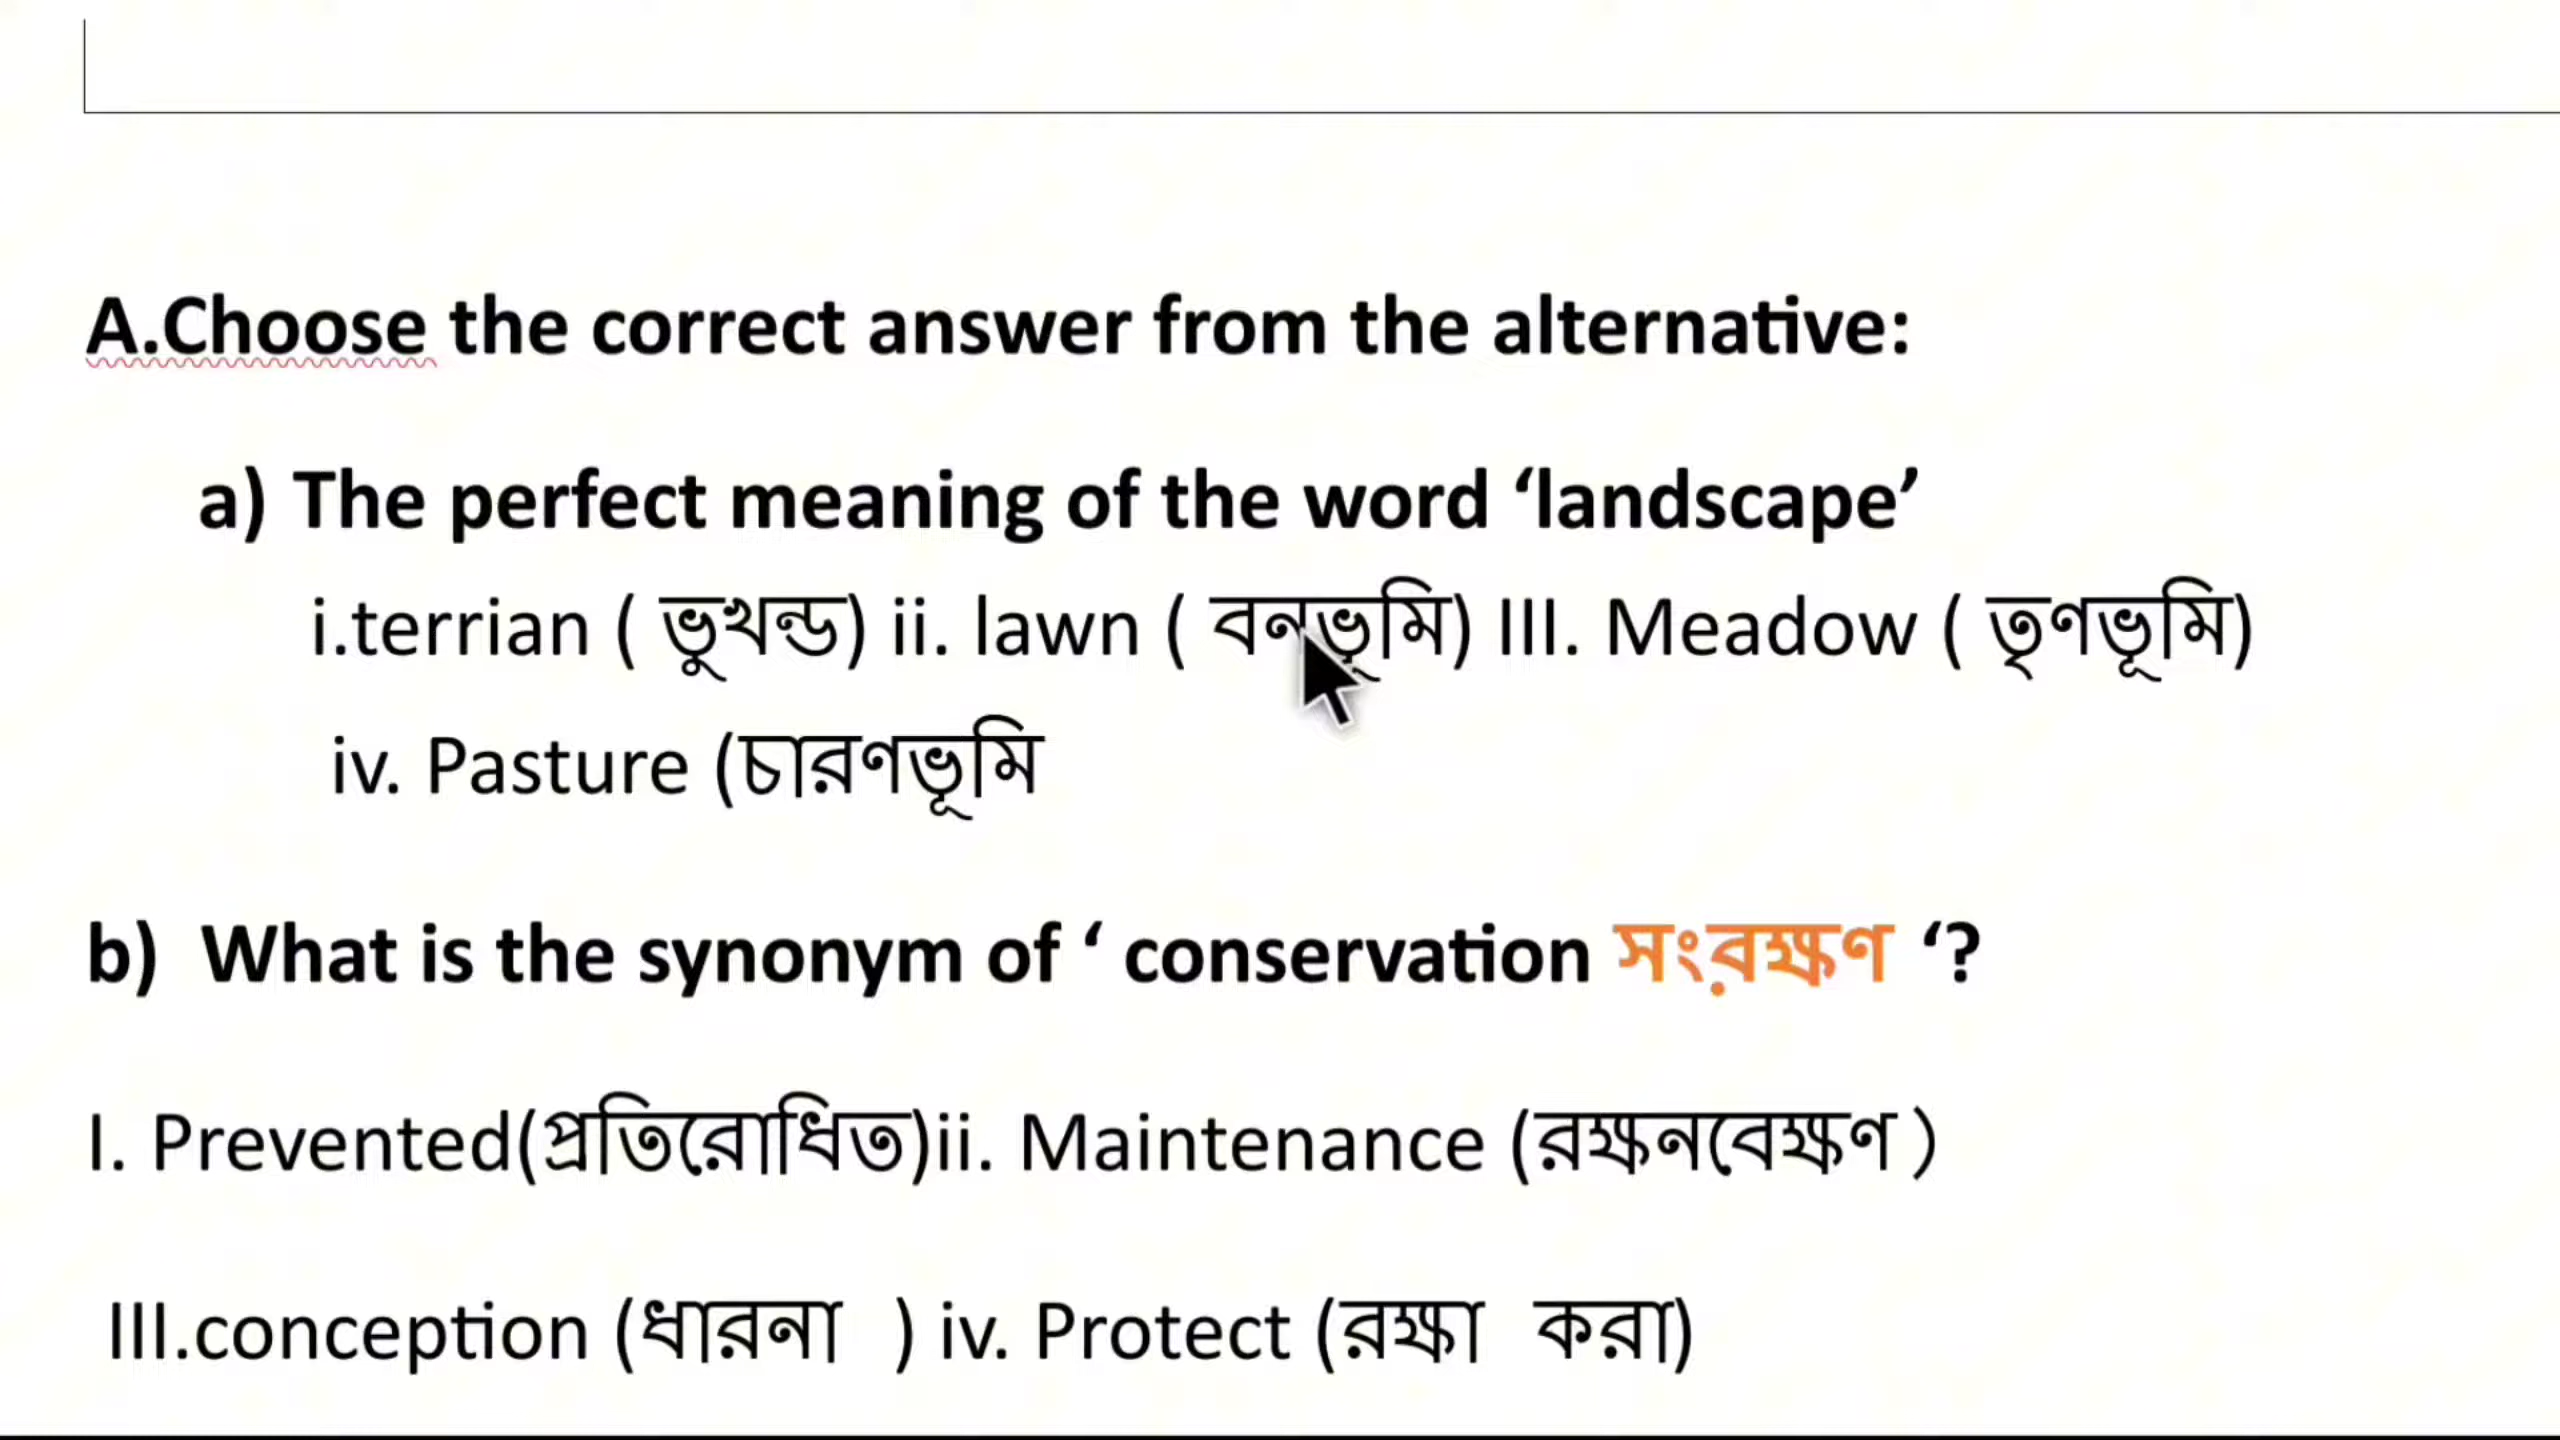 A.Choose the correct answer from the alternative:
a) The perfect meaning of the word ‘landscape’
i.terrian ( ভুখন্ড) ii. lawn ( বনভূমি) III. Meadow ( তৃণভূমি)
iv. Pasture (চারণভূমি
b) What is the synonym of ‘ conservation সংরক্ষণ ‘?
I. Prevented(প্রতিরোধিত)ii. Maintenance (রক্ষনবেক্ষণ )
III.conception (ধারনা ) iv. Protect (রক্ষা করা)